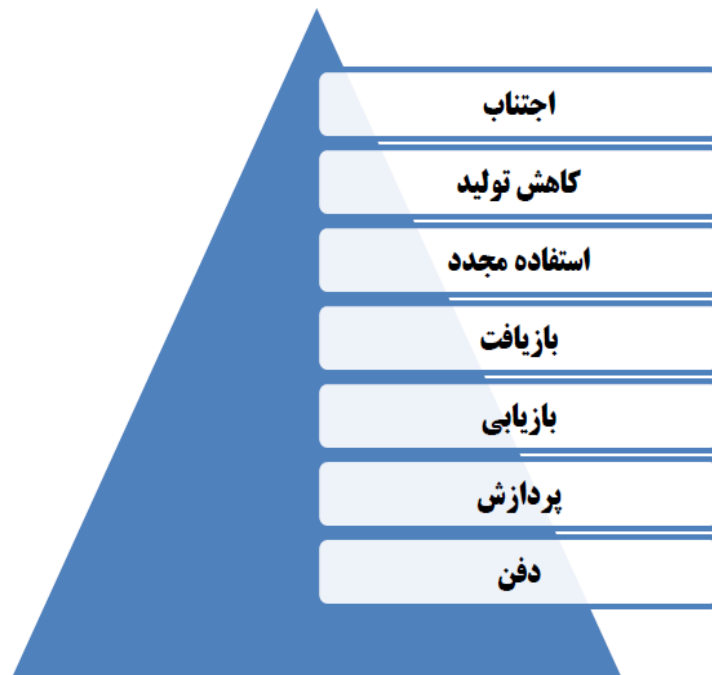 اجتناب
کاهش تولید
استفاده مجدد
بازیافت
بازیابی
پردازش
دفن